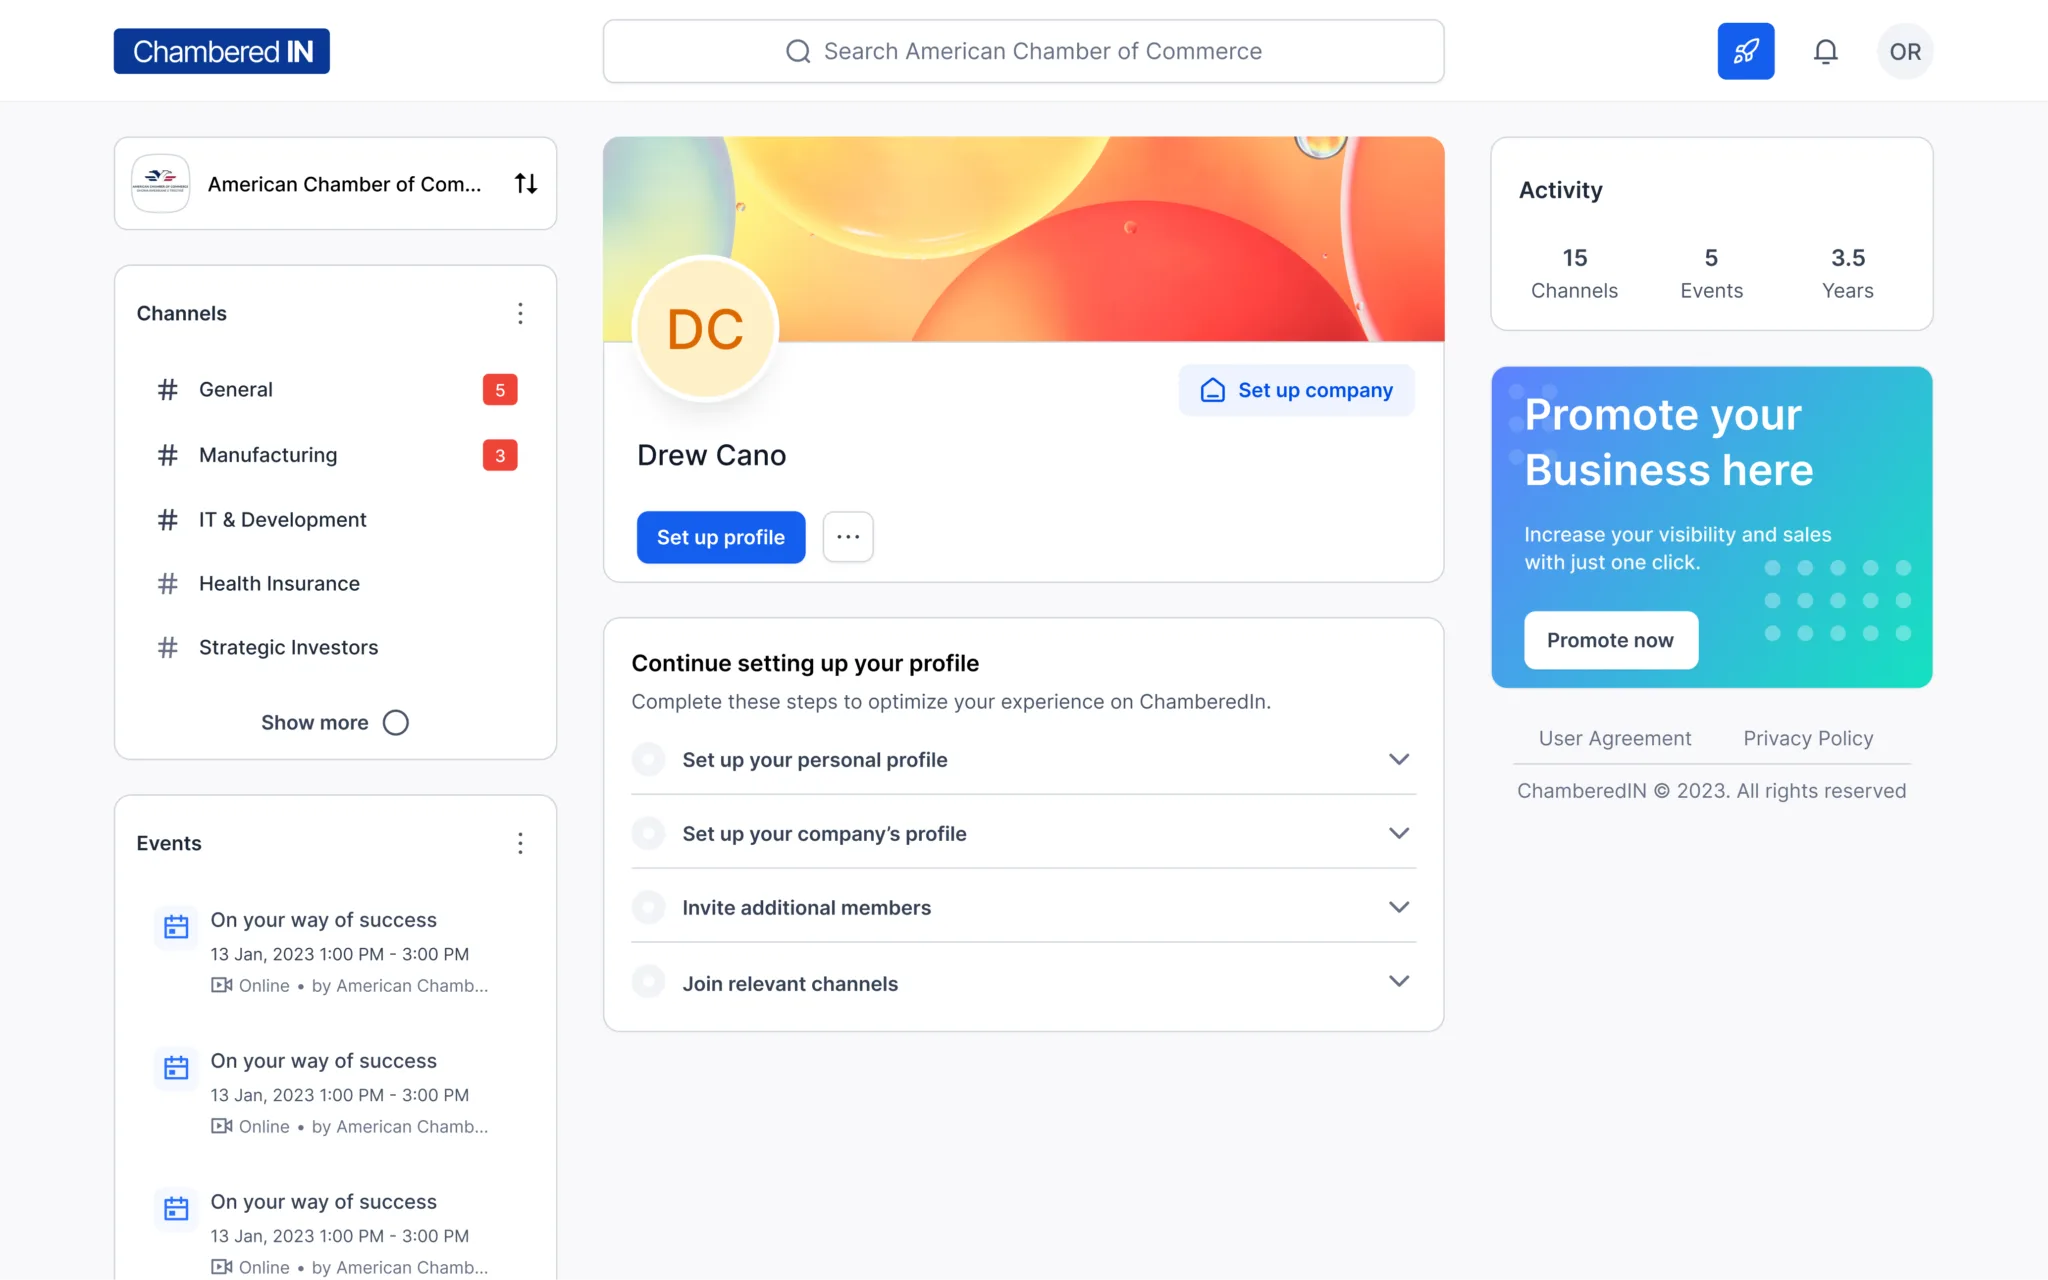 Chambered IN
Search American Chamber of Commerce
OR
American Chamber of Com...
Channels
General
5
Manufacturing
3
IT & Development
Health Insurance
Strategic Investors
Show more
Events
On your way of success
13 Jan, 2023 1:00 PM - 3:00 PM
Online • by American Chamb...
On your way of success
13 Jan, 2023 1:00 PM - 3:00 PM
Online • by American Chamb...
On your way of success
13 Jan, 2023 1:00 PM - 3:00 PM
Online • by American Chamb...
DC
Set up company
Drew Cano
Set up profile
Continue setting up your profile
Complete these steps to optimize your experience on ChamberedIn.
Set up your personal profile
Set up your company’s profile
Invite additional members
Join relevant channels
Activity
15
Channels
5
Events
3.5
Years
Promote your
Business here
Increase your visibility and sales
with just one click.
Promote now
User Agreement
Privacy Policy
ChamberedIN © 2023. All rights reserved